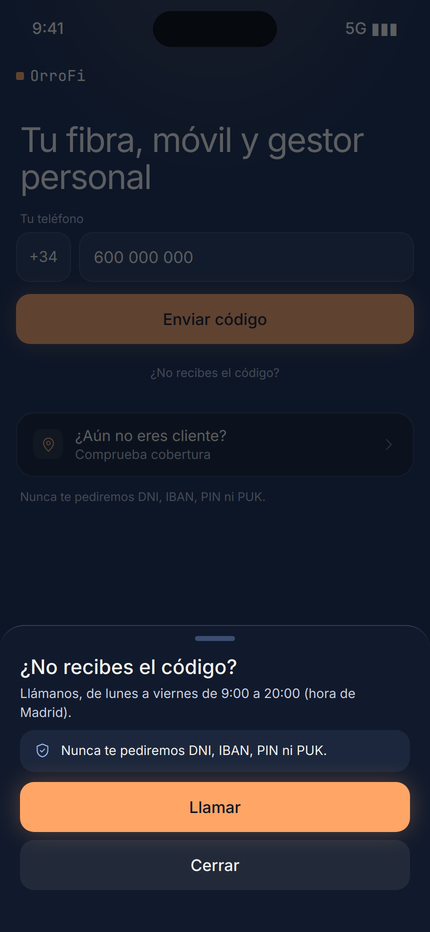 9:41
5G
OrroFi
Tu fibra, móvil y gestor
personal
Tu teléfono
+34
600 000 000
Enviar código
¿No recibes el código?
¿Aún no eres cliente?
Comprueba cobertura
Nunca te pediremos DNI, IBAN, PIN ni PUK.
¿No recibes el código?
Llámanos, de lunes a viernes de 9:00 a 20:00 (hora de
Madrid).
Nunca te pediremos DNI, IBAN, PIN ni PUK.
Llamar
Cerrar